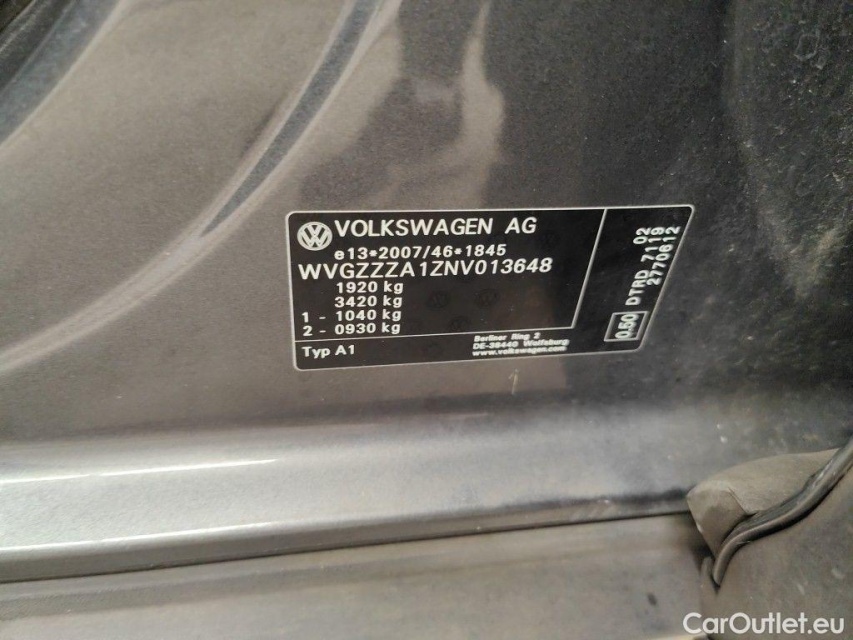 VOLKSWAGEN AG
e13*2007/46*1845
WVGZZZA1ZNV013648
1920 kg
3420 kg
1 - 1040 kg
2 - 0930 kg
Typ A1
Berliner Ring 2
DE-38440 Wolfsburg
www.volkswagen.com
0.50
DTRD 7119 02
2770612
CarOutlet.eu